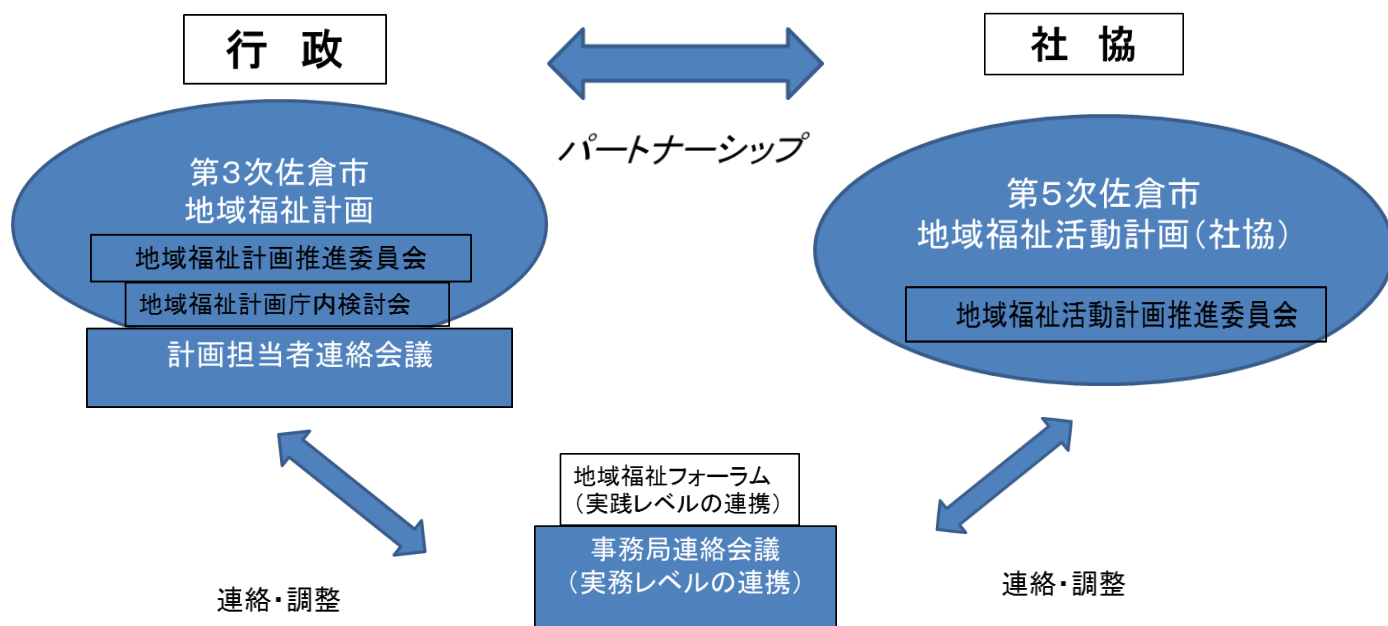 行 政
社 協
パートナーシップ
第3次佐倉市
地域福祉計画
地域福祉計画推進委員会
地域福祉計画庁内検討会
計画担当者連絡会議
第5次佐倉市
地域福祉活動計画(社協)
地域福祉活動計画推進委員会
地域福祉フォーラム
(実践レベルの連携)
事務局連絡会議
(実務レベルの連携)
連絡・調整
連絡・調整